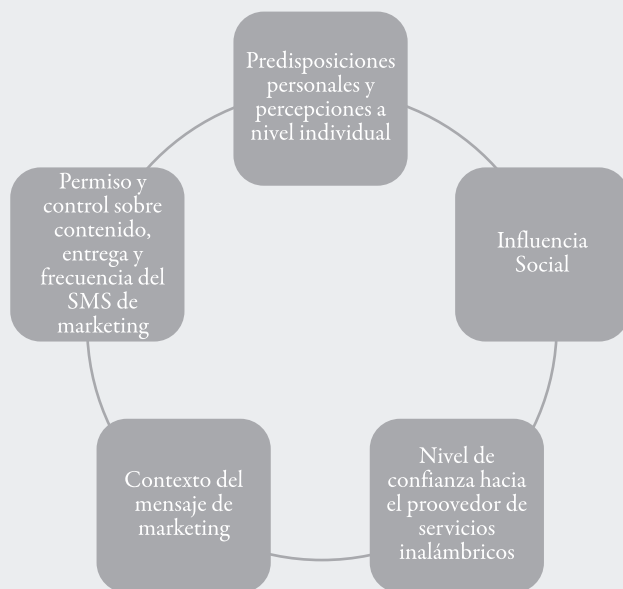 Predisposiciones
personales y
percepciones a
nivel individual
Influencia
Social
Nivel de
confianza hacia
el proovedor de
servicios
inalámbricos
Contexto del
mensaje de
marketing
Permiso y
control sobre
contenido,
entrega y
frecuencia del
SMS de
marketing